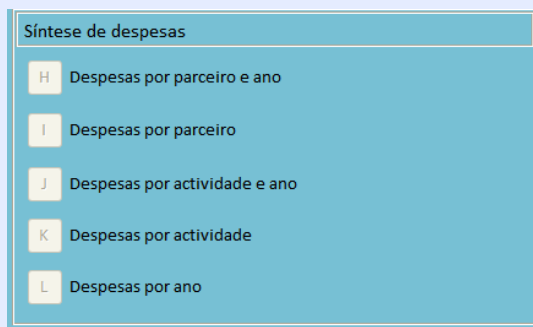 Síntese de despesas
H Despesas por parceiro e ano
I Despesas por parceiro
J Despesas por actividade e ano
K Despesas por actividade
L Despesas por ano